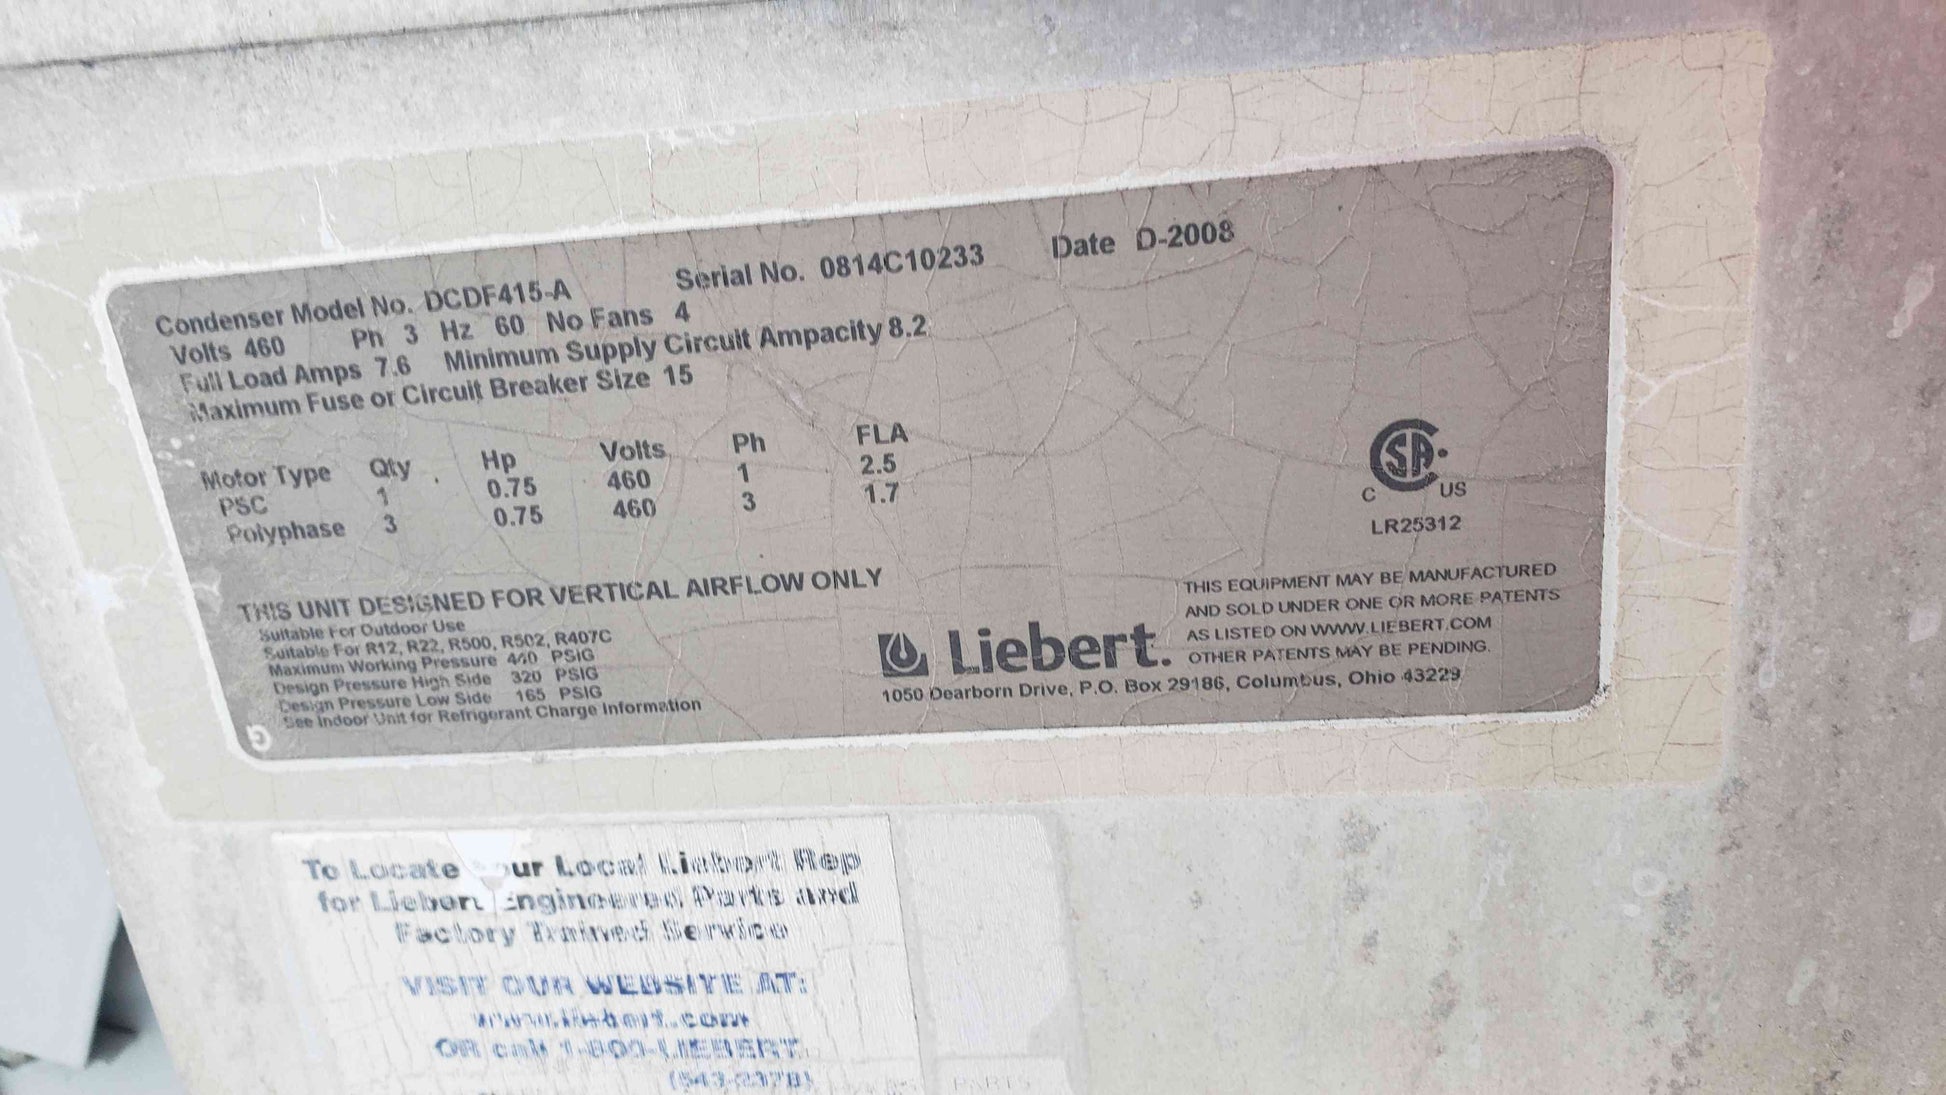 Condenser Model No. DCDF415-A Serial No. 0814C10233 Date D-2008
Volts 460 Ph 3 Hz 60 No Fans 4
Full Load Amps 7.6 Minimum Supply Circuit Ampacity 8.2
Maximum Fuse or Circuit Breaker Size 15
Motor Type Qty Hp Volts Ph FLA
PSC 1 0.75 460 1 2.5
Polyphase 3 0.75 460 3 1.7
C SA US
LR25312
THIS UNIT DESIGNED FOR VERTICAL AIRFLOW ONLY
Suitable For Outdoor Use
Suitable For R12, R22, R500, R502, R407C
Maximum Working Pressure 440 PSIG
Design Pressure High Side 320 PSIG
Design Pressure Low Side 165 PSIG
See Indoor Unit for Refrigerant Charge Information
G
Liebert.
THIS EQUIPMENT MAY BE MANUFACTURED
AND SOLD UNDER ONE OR MORE PATENTS
AS LISTED ON WWW.LIEBERT.COM
OTHER PATENTS MAY BE PENDING.
1050 Dearborn Drive, P.O. Box 29186, Columbus, Ohio 43229
To Locate Your Local Liebert Rep
for Liebert Engineered Parts and
Factory Trained Service
VISIT OUR WEBSITE AT:
www.liebert.com
OR call 1-800-LIEBERT
(543-2378)
PARTS